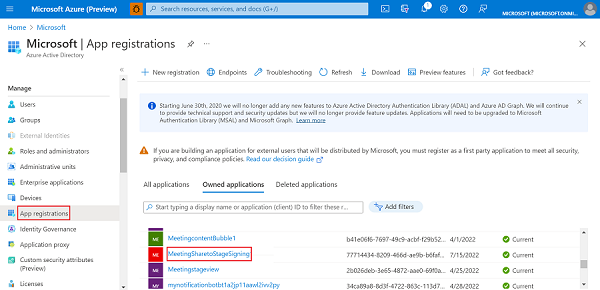 Microsoft Azure (Preview)
Search resources, services, and docs (G+/)
MICROSOFT (MICROSOFT.ONMI...
Home > Microsoft >
Microsoft | App registrations
Azure Active Directory
Manage
Users
Groups
External Identities
Roles and administrators
Administrative units
Enterprise applications
Devices
App registrations
Identity Governance
Application proxy
Custom security attributes
(Preview)
Licenses
+ New registration Endpoints Troubleshooting Refresh Download Preview features Got feedback?
Starting June 30th, 2020 we will no longer add any new features to Azure Active Directory Authentication Library (ADAL) and Azure AD Graph. We will continue
to provide technical support and security updates but we will no longer provide feature updates. Applications will need to be upgraded to Microsoft
Authentication Library (MSAL) and Microsoft Graph. Learn more
If you are building an application for external users that will be distributed by Microsoft, you must register as a first party application to meet all security,
privacy, and compliance policies. Read our decision guide
All applications Owned applications Deleted applications
Start typing a display name or application (client) ID to filter these r...
Add filters
ME MeetingcontentBubble1 b41e06f6-7697-49c9-acbf-f29b52... 4/1/2022 Current
ME MeetingSharetoStageSigning 77714434-8209-466d-ae9b-b6faf... 7/15/2022 Current
ME Meetingstageview 2b026deb-3e65-4872-aae0-69f0a... 4/25/2022 Current
MY 34ca89a8-8d3f-4722-863c-113d7... 4/28/2022 Current